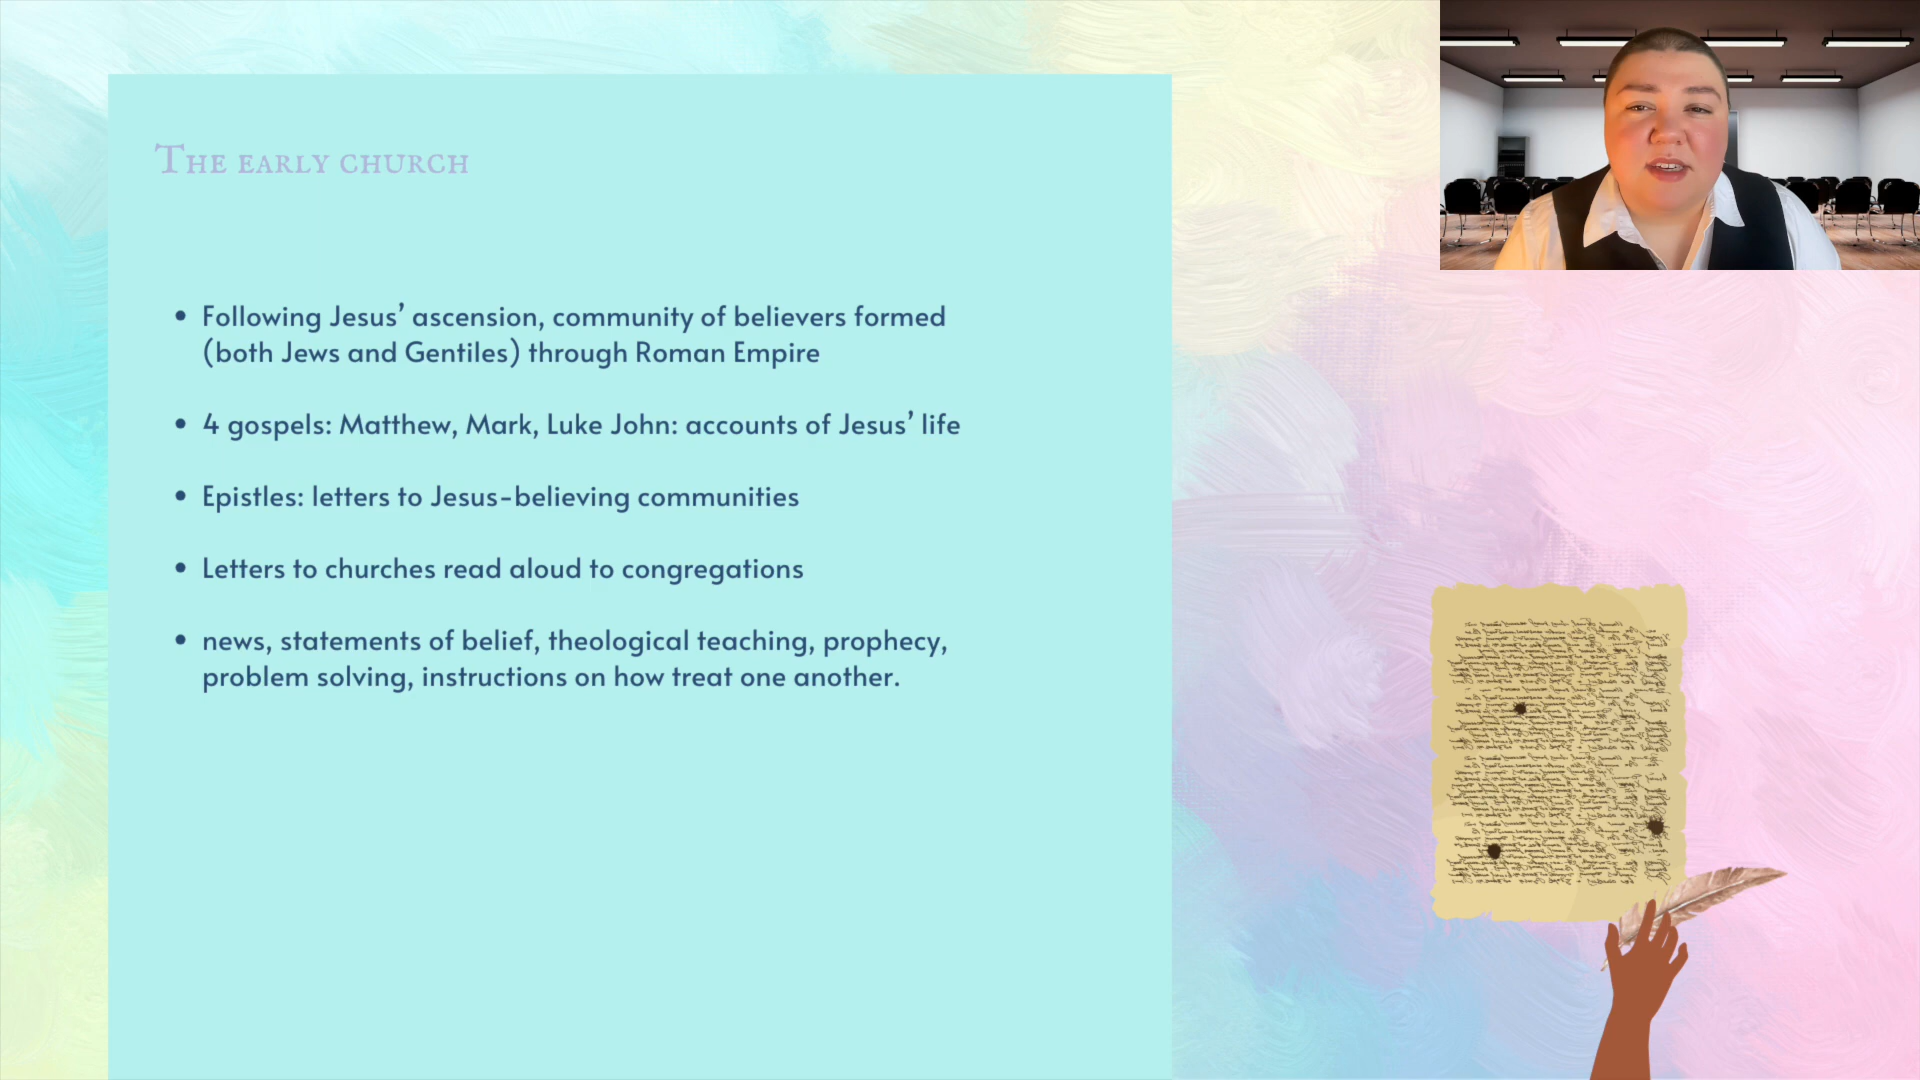 The early church
• Following Jesus’ ascension, community of believers formed
(both Jews and Gentiles) through Roman Empire
• 4 gospels: Matthew, Mark, Luke John: accounts of Jesus’ life
• Epistles: letters to Jesus-believing communities
• Letters to churches read aloud to congregations
• news, statements of belief, theological teaching, prophecy,
problem solving, instructions on how treat one another.